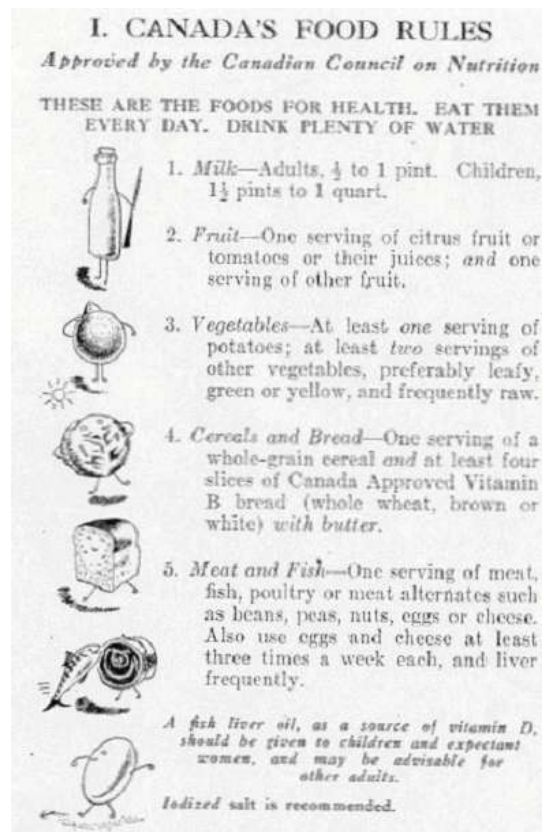 I. CANADA'S FOOD RULES
Approved by the Canadian Council on Nutrition
THESE ARE THE FOODS FOR HEALTH. EAT THEM
EVERY DAY. DRINK PLENTY OF WATER
1. Milk—Adults, ½ to 1 pint. Children,
1½ pints to 1 quart.
2. Fruit—One serving of citrus fruit or
tomatoes or their juices; and one
serving of other fruit.
3. Vegetables—At least one serving of
potatoes; at least two servings of
other vegetables, preferably leafy,
green or yellow, and frequently raw.
4. Cereals and Bread—One serving of a
whole-grain cereal and at least four
slices of Canada Approved Vitamin
B bread (whole wheat, brown or
white) with butter.
5. Meat and Fish—One serving of meat,
fish, poultry or meat alternates such
as beans, peas, nuts, eggs or cheese.
Also use eggs and cheese at least
three times a week each, and liver
frequently.
A fish liver oil, as a source of vitamin D,
should be given to children and expectant
women, and may be advisable for
other adults.
Iodized salt is recommended.